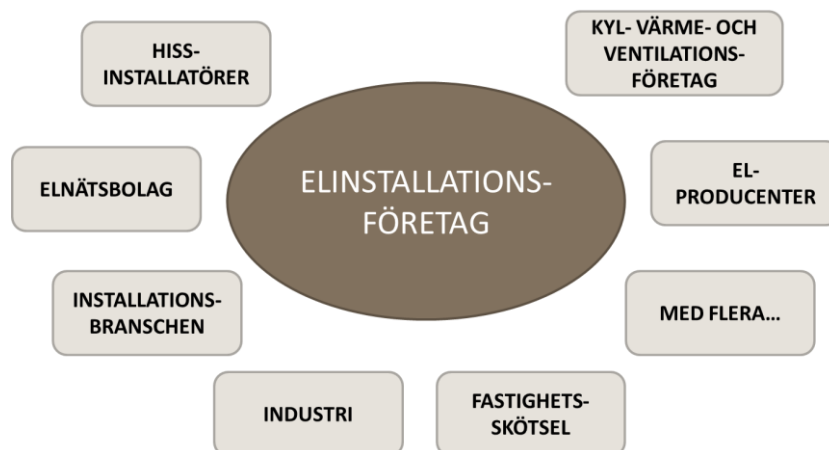 HISS-
INSTALLATÖRER
KYL- VÄRME- OCH
VENTILATIONS-
FÖRETAG
ELNÄTSBOLAG
ELINSTALLATIONS-
FÖRETAG
EL-
PRODUCENTER
INSTALLATIONS-
BRANSCHEN
MED FLERA...
INDUSTRI
FASTIGHETS-
SKÖTSEL